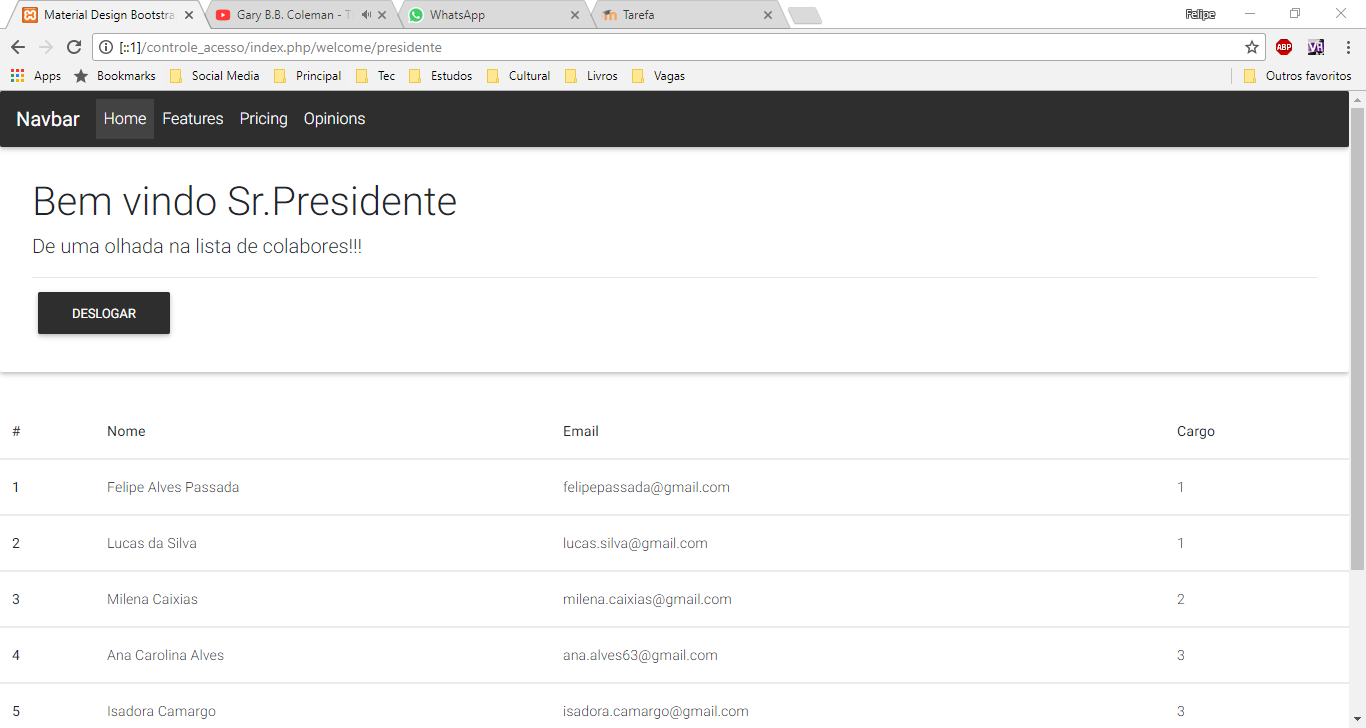 Material Design Bootstra
Gary B.B. Coleman - T
WhatsApp
Tarefa
Felipe
[::1]/controle_acesso/index.php/welcome/presidente
ABP
Apps
Bookmarks
Social Media
Principal
Tec
Estudos
Cultural
Livros
Vagas
Outros favoritos
Navbar Home Features Pricing Opinions
Bem vindo Sr.Presidente
De uma olhada na lista de colabores!!!
DESLOGAR
# Nome Email Cargo
1 Felipe Alves Passada felipepassada@gmail.com 1
2 Lucas da Silva lucas.silva@gmail.com 1
3 Milena Caixias milena.caixias@gmail.com 2
4 Ana Carolina Alves ana.alves63@gmail.com 3
5 Isadora Camargo isadora.camargo@gmail.com 3